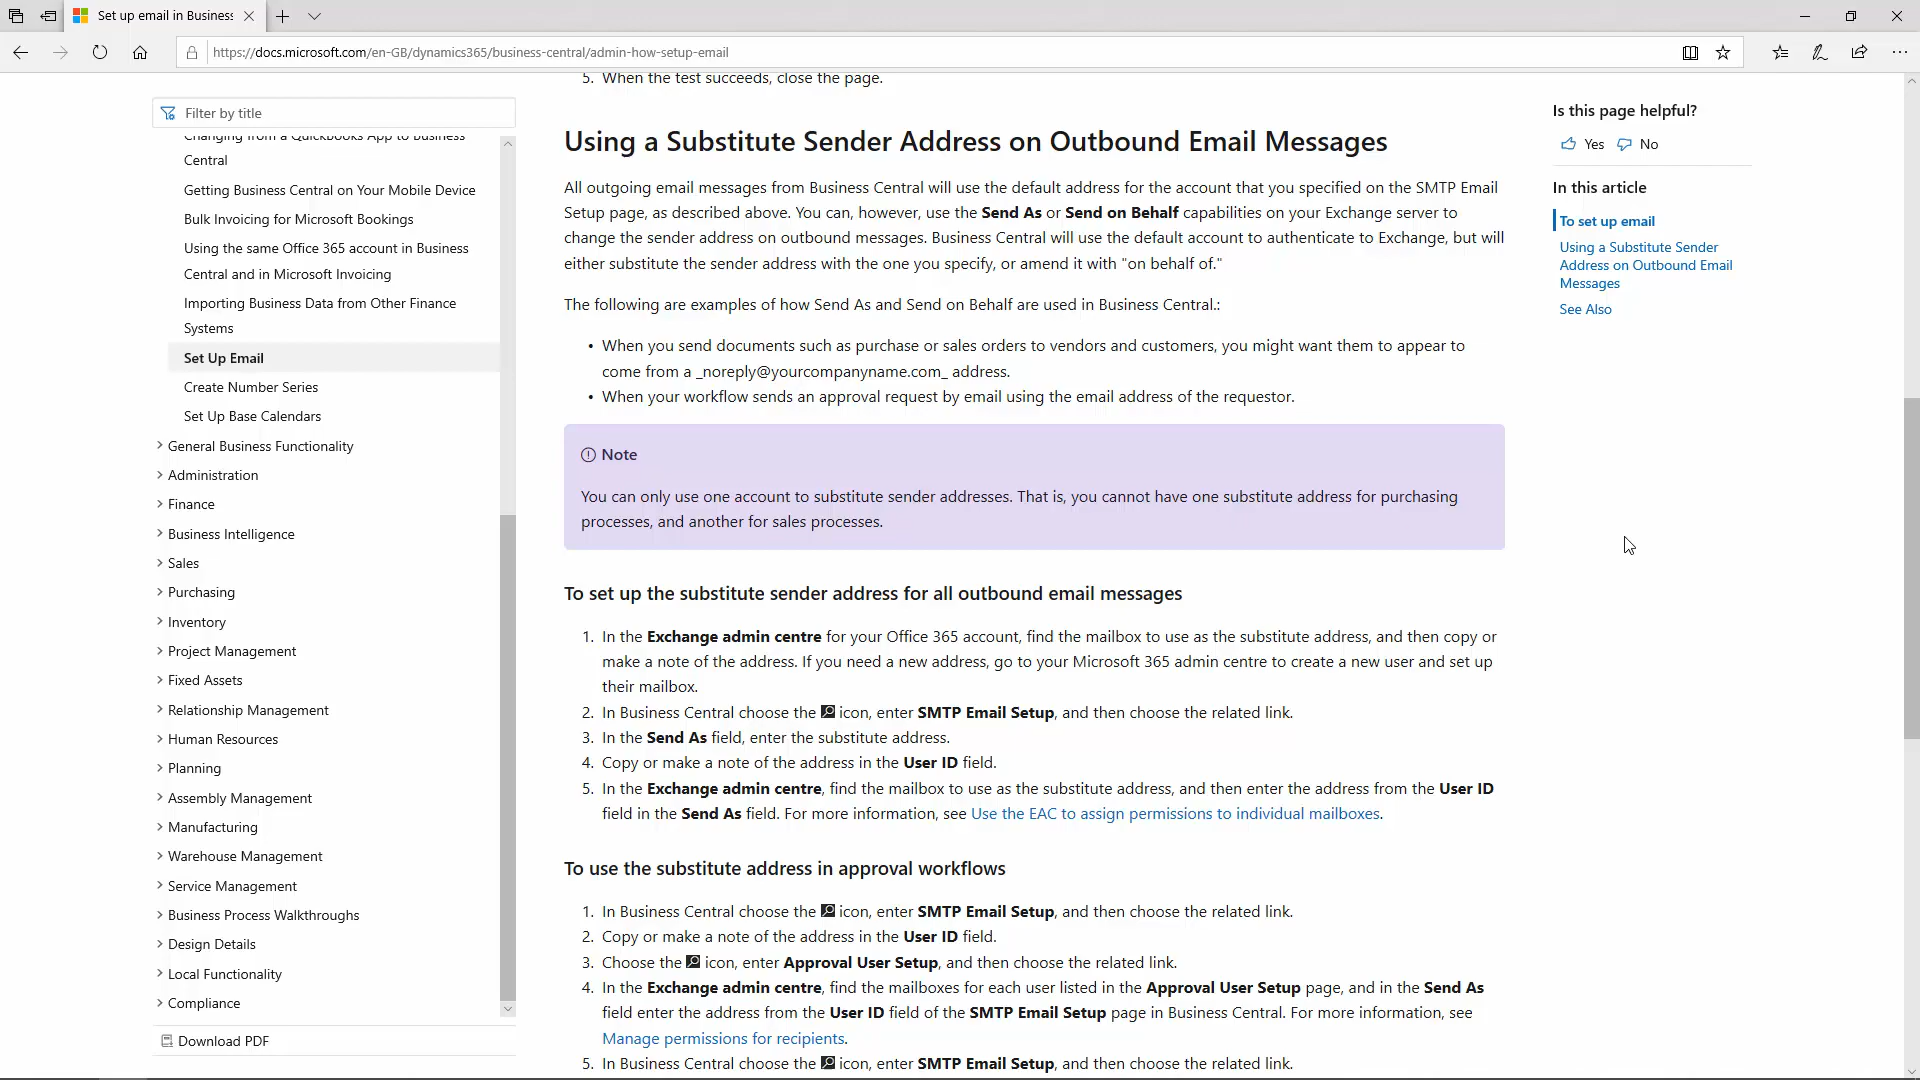 Set up email in Business
https://docs.microsoft.com/en-GB/dynamics365/business-central/admin-how-setup-email
Filter by title
Changing from a QuickBooks App to Business
Central
Getting Business Central on Your Mobile Device
Bulk Invoicing for Microsoft Bookings
Using the same Office 365 account in Business
Central and in Microsoft Invoicing
Importing Business Data from Other Finance
Systems
Set Up Email
Create Number Series
Set Up Base Calendars
General Business Functionality
Administration
Finance
Business Intelligence
Sales
Purchasing
Inventory
Project Management
Fixed Assets
Relationship Management
Human Resources
Planning
Assembly Management
Manufacturing
Warehouse Management
Service Management
Business Process Walkthroughs
Design Details
Local Functionality
Compliance
Download PDF
5. When the test succeeds, close the page.
Using a Substitute Sender Address on Outbound Email Messages
All outgoing email messages from Business Central will use the default address for the account that you specified on the SMTP Email
Setup page, as described above. You can, however, use the Send As or Send on Behalf capabilities on your Exchange server to
change the sender address on outbound messages. Business Central will use the default account to authenticate to Exchange, but will
either substitute the sender address with the one you specify, or amend it with "on behalf of."
The following are examples of how Send As and Send on Behalf are used in Business Central.:
• When you send documents such as purchase or sales orders to vendors and customers, you might want them to appear to
come from a _noreply@yourcompanyname.com_ address.
• When your workflow sends an approval request by email using the email address of the requestor.
Note
You can only use one account to substitute sender addresses. That is, you cannot have one substitute address for purchasing
processes, and another for sales processes.
To set up the substitute sender address for all outbound email messages
1. In the Exchange admin centre for your Office 365 account, find the mailbox to use as the substitute address, and then copy or
make a note of the address. If you need a new address, go to your Microsoft 365 admin centre to create a new user and set up
their mailbox.
2. In Business Central choose the icon, enter SMTP Email Setup, and then choose the related link.
3. In the Send As field, enter the substitute address.
4. Copy or make a note of the address in the User ID field.
5. In the Exchange admin centre, find the mailbox to use as the substitute address, and then enter the address from the User ID
field in the Send As field. For more information, see Use the EAC to assign permissions to individual mailboxes.
To use the substitute address in approval workflows
1. In Business Central choose the icon, enter SMTP Email Setup, and then choose the related link.
2. Copy or make a note of the address in the User ID field.
3. Choose the icon, enter Approval User Setup, and then choose the related link.
4. In the Exchange admin centre, find the mailboxes for each user listed in the Approval User Setup page, and in the Send As
field enter the address from the User ID field of the SMTP Email Setup page in Business Central. For more information, see
Manage permissions for recipients.
5. In Business Central choose the icon, enter SMTP Email Setup, and then choose the related link.
Is this page helpful?
Yes No
In this article
To set up email
Using a Substitute Sender
Address on Outbound Email
Messages
See Also